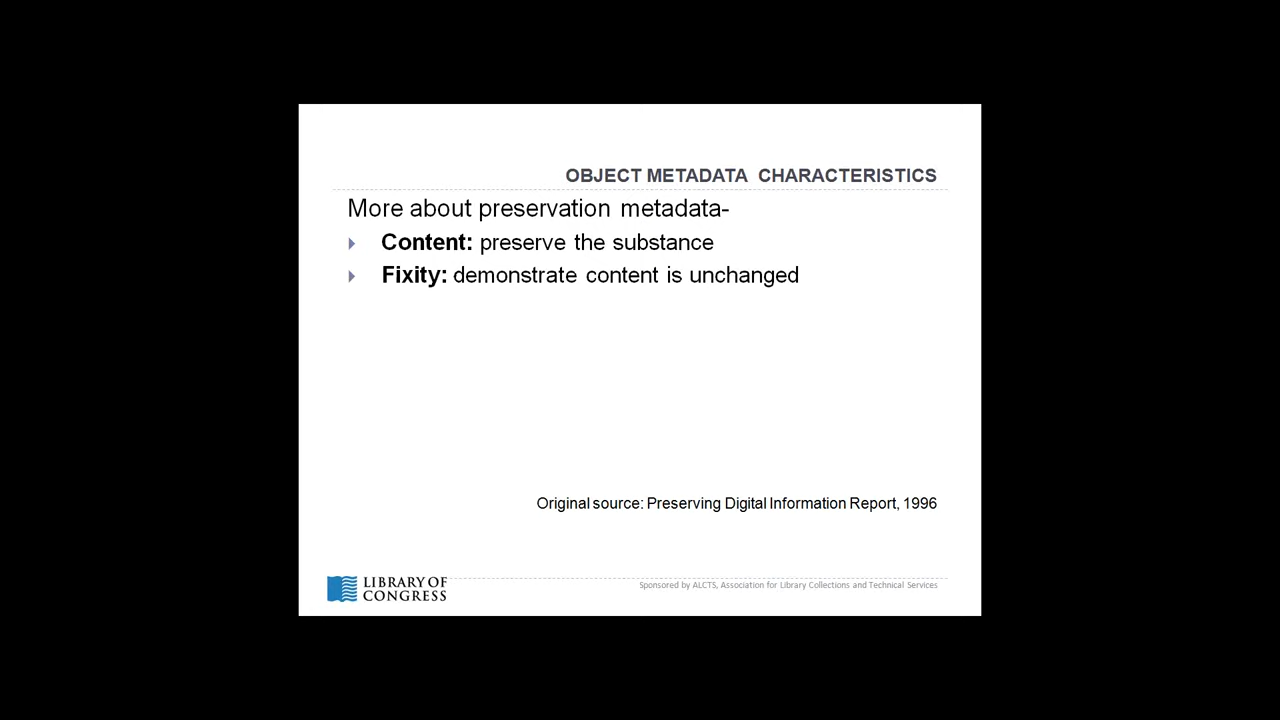 OBJECT METADATA CHARACTERISTICS
More about preservation metadata-
Content: preserve the substance
Fixity: demonstrate content is unchanged
Original source: Preserving Digital Information Report, 1996
LIBRARY OF
CONGRESS
Sponsored by ALCTS, Association for Library Collections and Technical Services